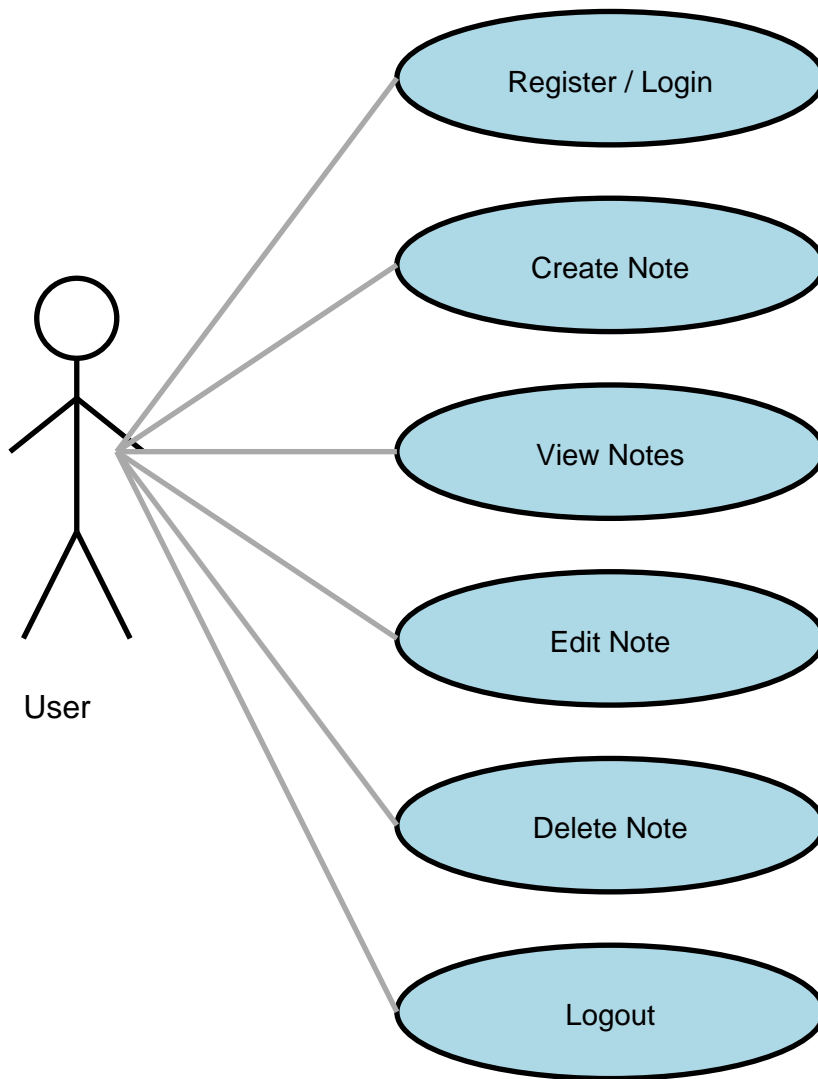 Register / Login
Create Note
View Notes
Edit Note
User
Delete Note
Logout